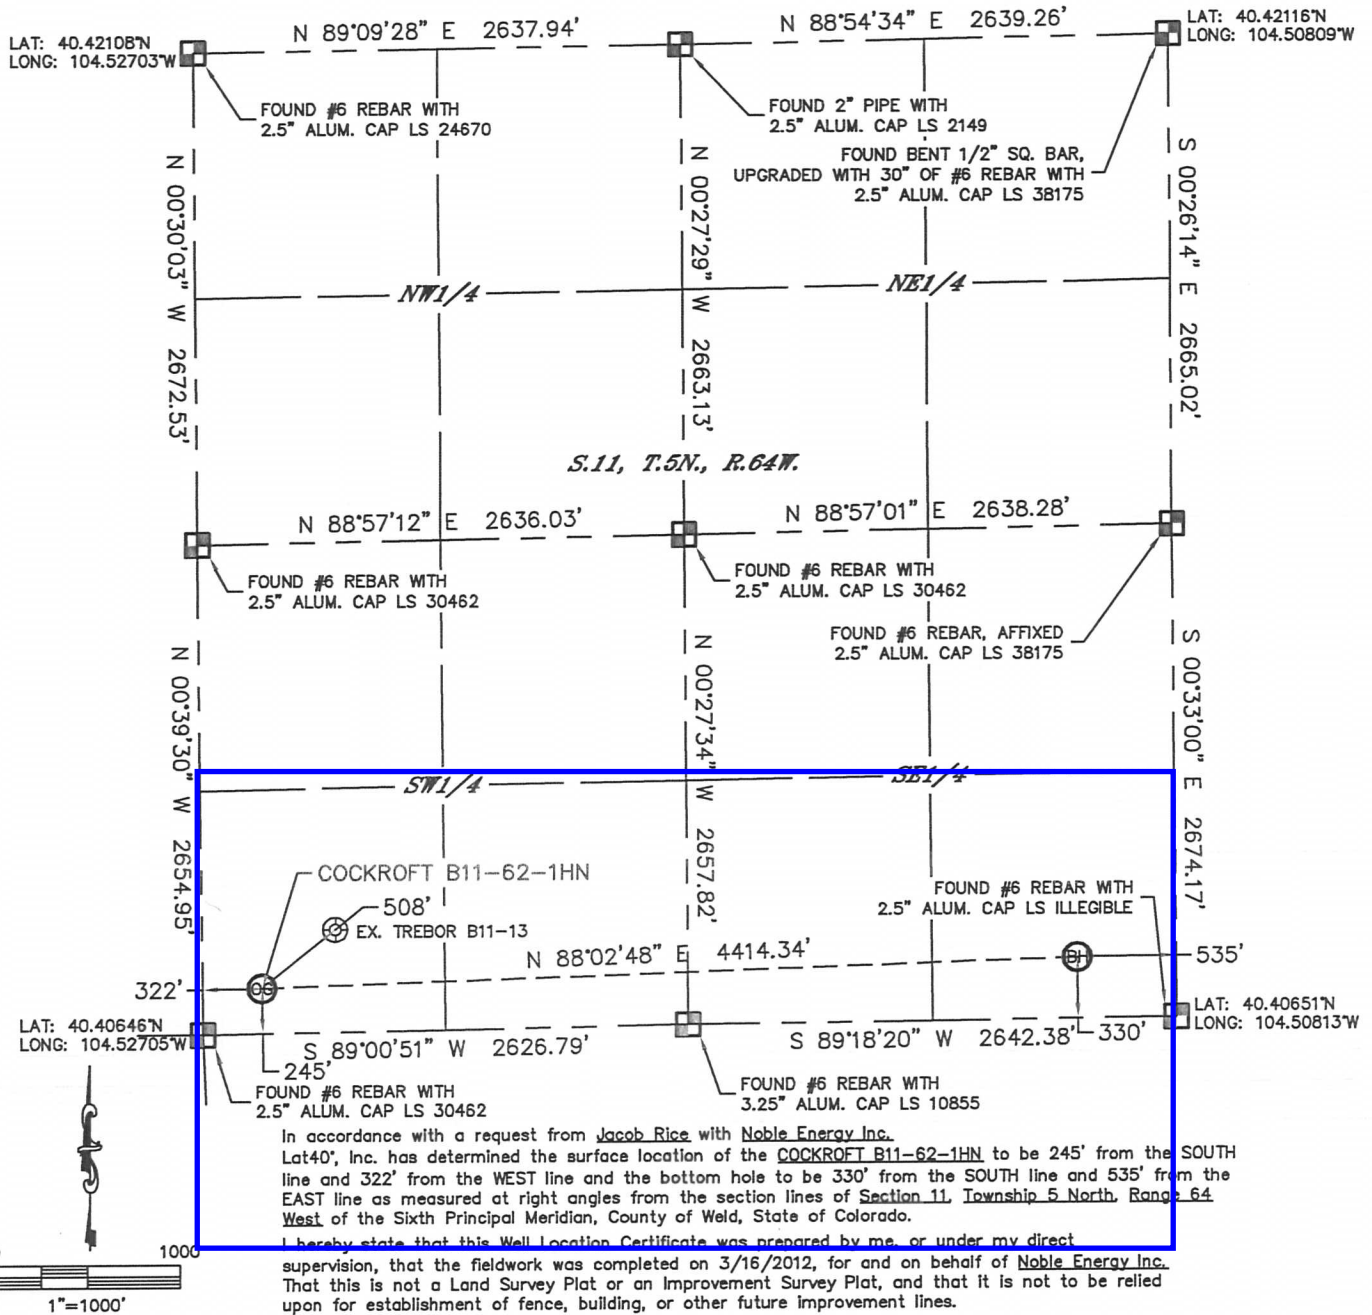 N 89°09'28" E 2637.94'
N 88°54'34" E 2639.26'
LAT: 40.42108°N
LONG: 104.52703°W
LAT: 40.42116°N
LONG: 104.50809°W
FOUND #6 REBAR WITH
2.5" ALUM. CAP LS 24670
FOUND 2" PIPE WITH
2.5" ALUM. CAP LS 2149
FOUND BENT 1/2" SQ. BAR,
UPGRADED WITH 30" OF #6 REBAR WITH
2.5" ALUM. CAP LS 38175
N 00°30'03" W 2672.53'
N 00°27'29" W 2663.13'
S 00°26'14" E 2665.02'
NW1/4
NE1/4
S.11, T.5N., R.64W.
N 88°57'12" E 2636.03'
N 88°57'01" E 2638.28'
FOUND #6 REBAR WITH
2.5" ALUM. CAP LS 30462
FOUND #6 REBAR WITH
2.5" ALUM. CAP LS 30462
FOUND #6 REBAR, AFFIXED
2.5" ALUM. CAP LS 38175
N 00°39'30" W 2654.95'
N 00°27'34" W 2657.82'
S 00°33'00" E 2674.17'
SW1/4
SE1/4
COCKROFT B11-62-1HN
508'
EX. TREBOR B11-13
FOUND #6 REBAR WITH
2.5" ALUM. CAP LS ILLEGIBLE
N 88°02'48" E 4414.34'
BH
535'
322'
OG
LAT: 40.40646°N
LONG: 104.52705°W
LAT: 40.40651°N
LONG: 104.50813°W
S 89°00'51" W 2626.79'
S 89°18'20" W 2642.38'
330'
245'
FOUND #6 REBAR WITH
2.5" ALUM. CAP LS 30462
FOUND #6 REBAR WITH
3.25" ALUM. CAP LS 10855
In accordance with a request from Jacob Rice with Noble Energy Inc.
Lat40°, Inc. has determined the surface location of the COCKROFT B11-62-1HN to be 245' from the SOUTH
line and 322' from the WEST line and the bottom hole to be 330' from the SOUTH line and 535' from the
EAST line as measured at right angles from the section lines of Section 11, Township 5 North, Range 64
West of the Sixth Principal Meridian, County of Weld, State of Colorado.
I hereby state that this Well Location Certificate was prepared by me, or under my direct
supervision, that the fieldwork was completed on 3/16/2012, for and on behalf of Noble Energy Inc.
That this is not a Land Survey Plat or an Improvement Survey Plat, and that it is not to be relied
upon for establishment of fence, building, or other future improvement lines.
1000
1"=1000'